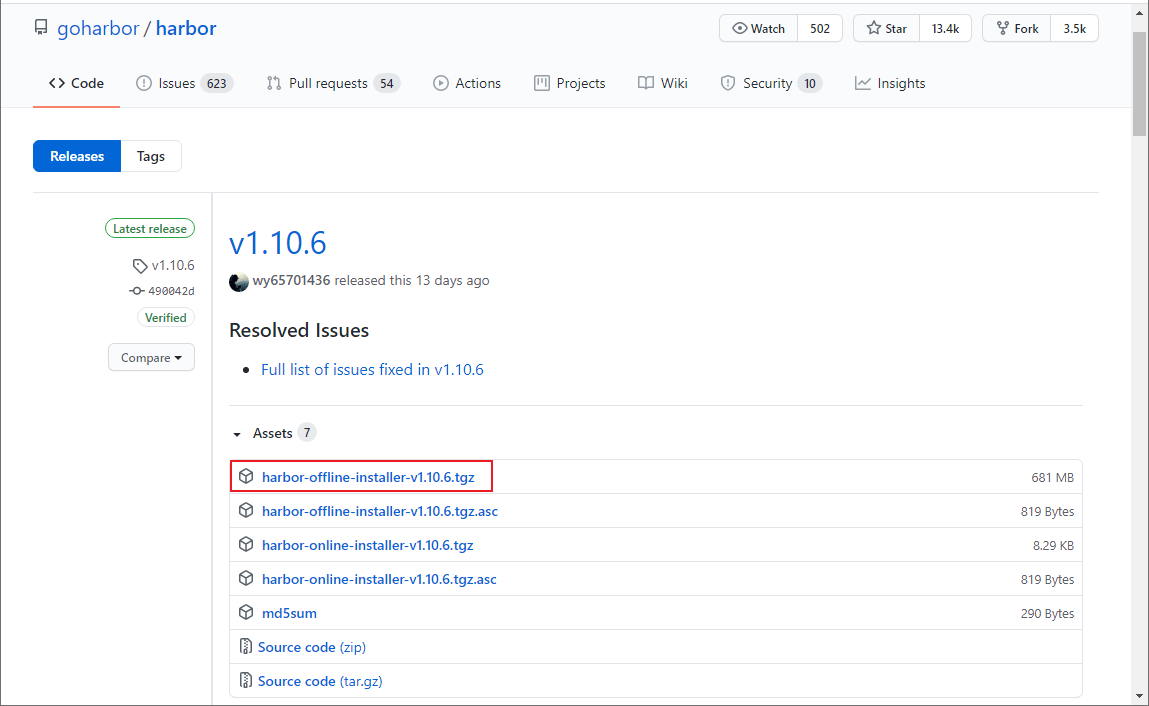 goharbor / harbor
Watch 502 Star 13.4k Fork 3.5k
Code Issues 623 Pull requests 54 Actions Projects Wiki Security 10 Insights
Releases Tags
Latest release
v1.10.6
490042d
Verified
Compare
v1.10.6
wy65701436 released this 13 days ago
Resolved Issues
Full list of issues fixed in v1.10.6
Assets 7
harbor-offline-installer-v1.10.6.tgz 681 MB
harbor-offline-installer-v1.10.6.tgz.asc 819 Bytes
harbor-online-installer-v1.10.6.tgz 8.29 KB
harbor-online-installer-v1.10.6.tgz.asc 819 Bytes
md5sum 290 Bytes
Source code (zip)
Source code (tar.gz)